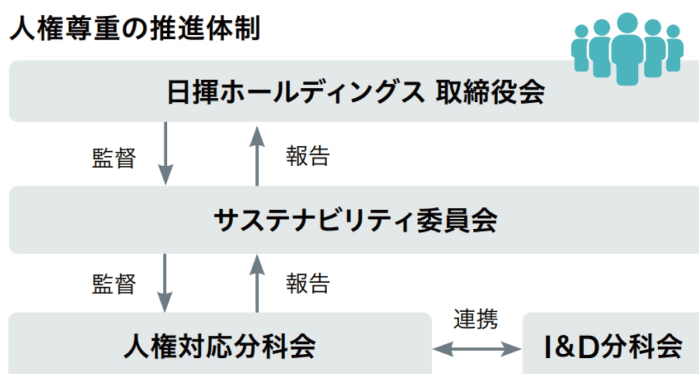 人権尊重の推進体制
日揮ホールディングス 取締役会
監督
報告
サステナビリティ委員会
監督
報告
人権対応分科会
連携
I&D分科会